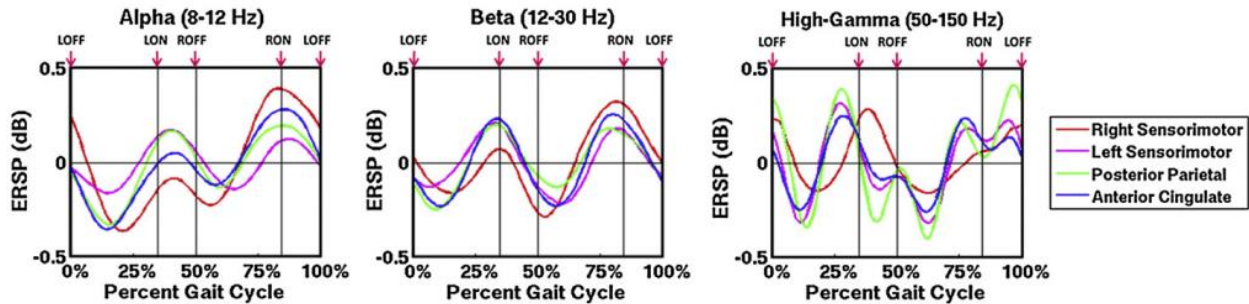 Alpha (8-12 Hz)
LOFF LON ROFF RON LOFF
0.5
0
-0.5
ERSP (dB)
0% 25% 50% 75% 100%
Percent Gait Cycle
Beta (12-30 Hz)
LOFF LON ROFF RON LOFF
0.5
0
-0.5
ERSP (dB)
0% 25% 50% 75% 100%
Percent Gait Cycle
High-Gamma (50-150 Hz)
LOFF LON ROFF RON LOFF
0.5
0
-0.5
ERSP (dB)
0% 25% 50% 75% 100%
Percent Gait Cycle
Right Sensorimotor
Left Sensorimotor
Posterior Parietal
Anterior Cingulate